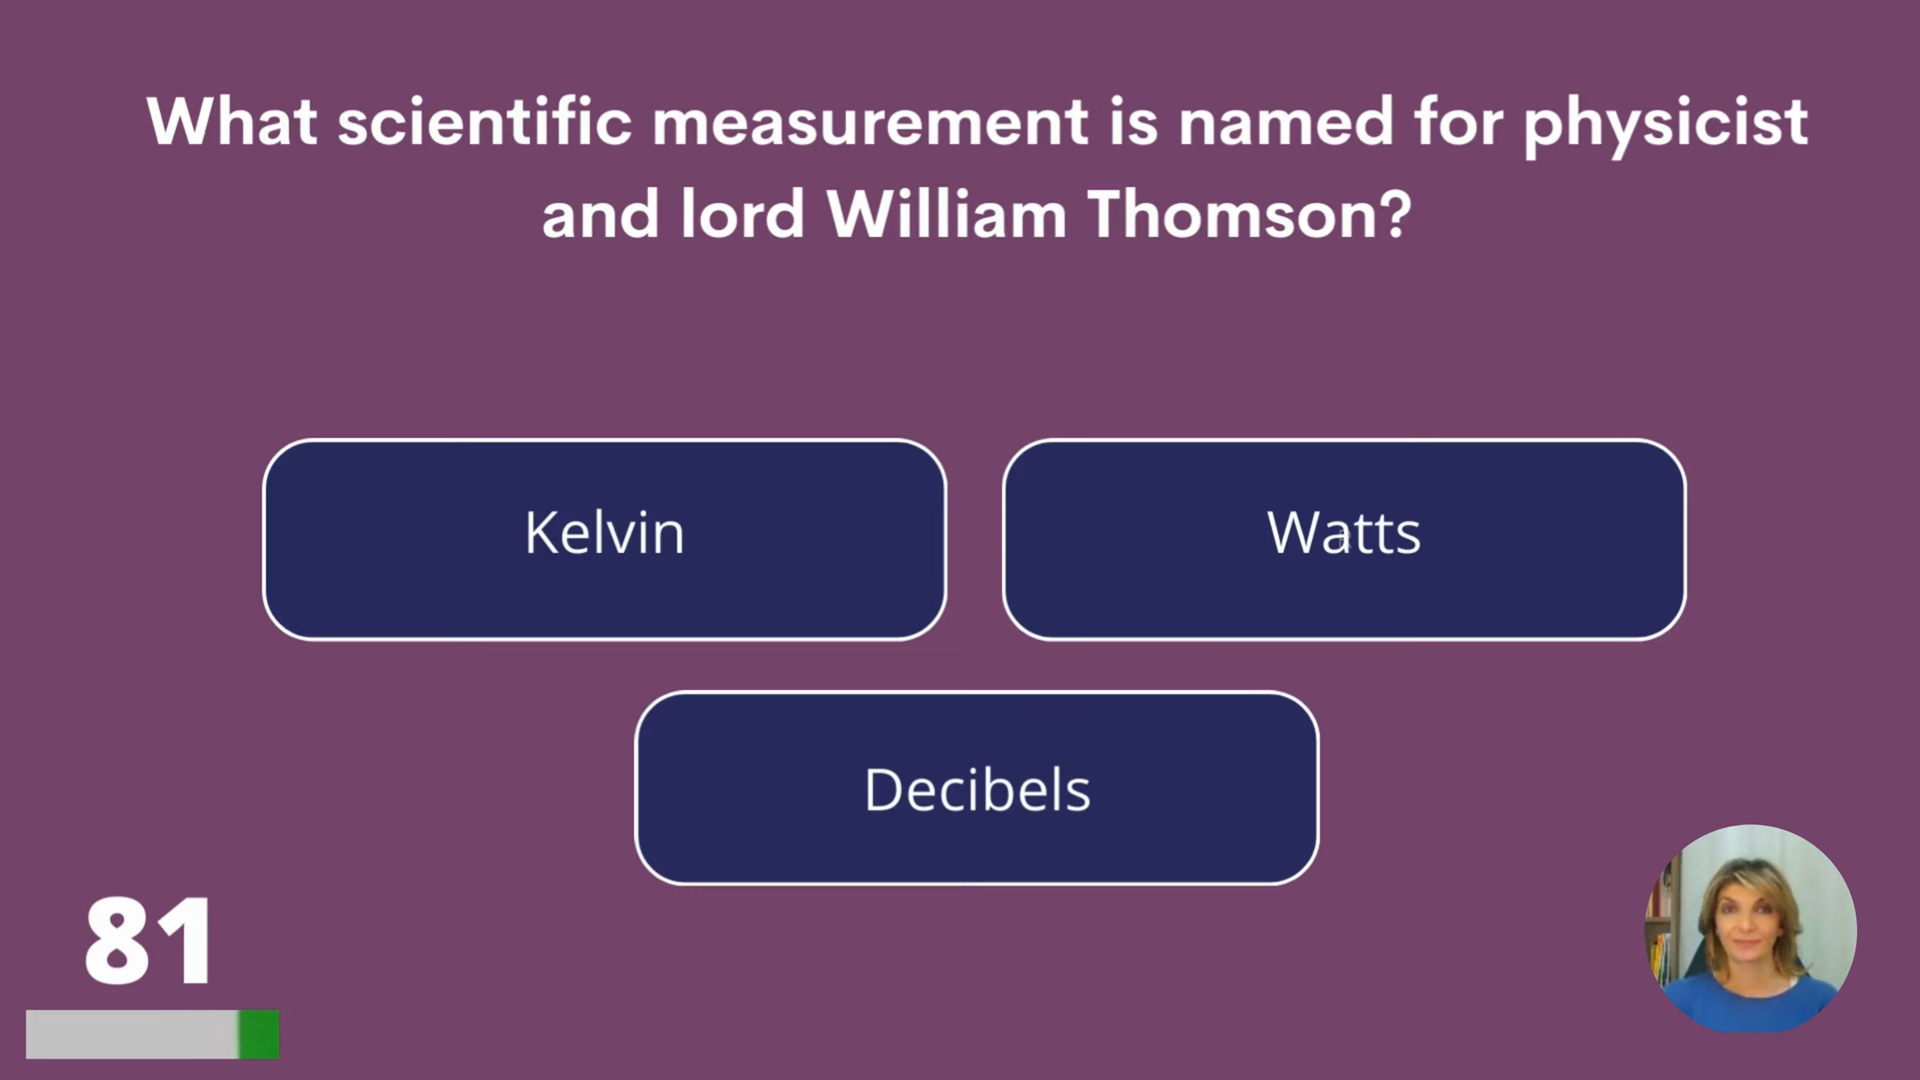 What scientific measurement is named for physicist
and lord William Thomson?
Kelvin
Watts
Decibels
81